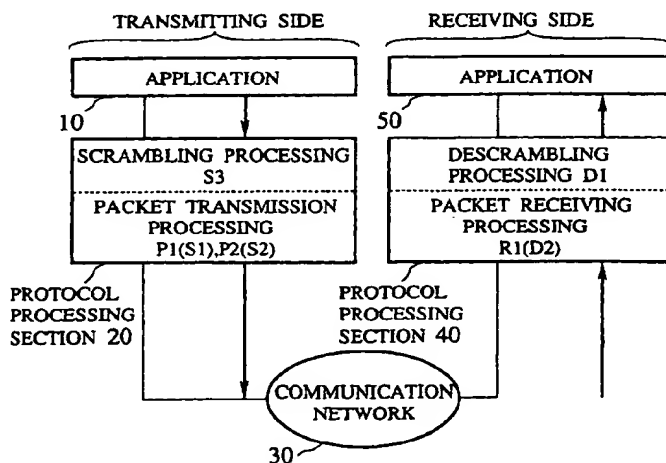 TRANSMITTING SIDE
RECEIVING SIDE
APPLICATION
APPLICATION
10
50
SCRAMBLING PROCESSING
S3
DESCRAMBLING
PROCESSING D1
PACKET TRANSMISSION
PROCESSING
P1(S1),P2(S2)
PACKET RECEIVING
PROCESSING
R1(D2)
PROTOCOL
PROCESSING
SECTION 20
PROTOCOL
PROCESSING
SECTION 40
COMMUNICATION
NETWORK
30